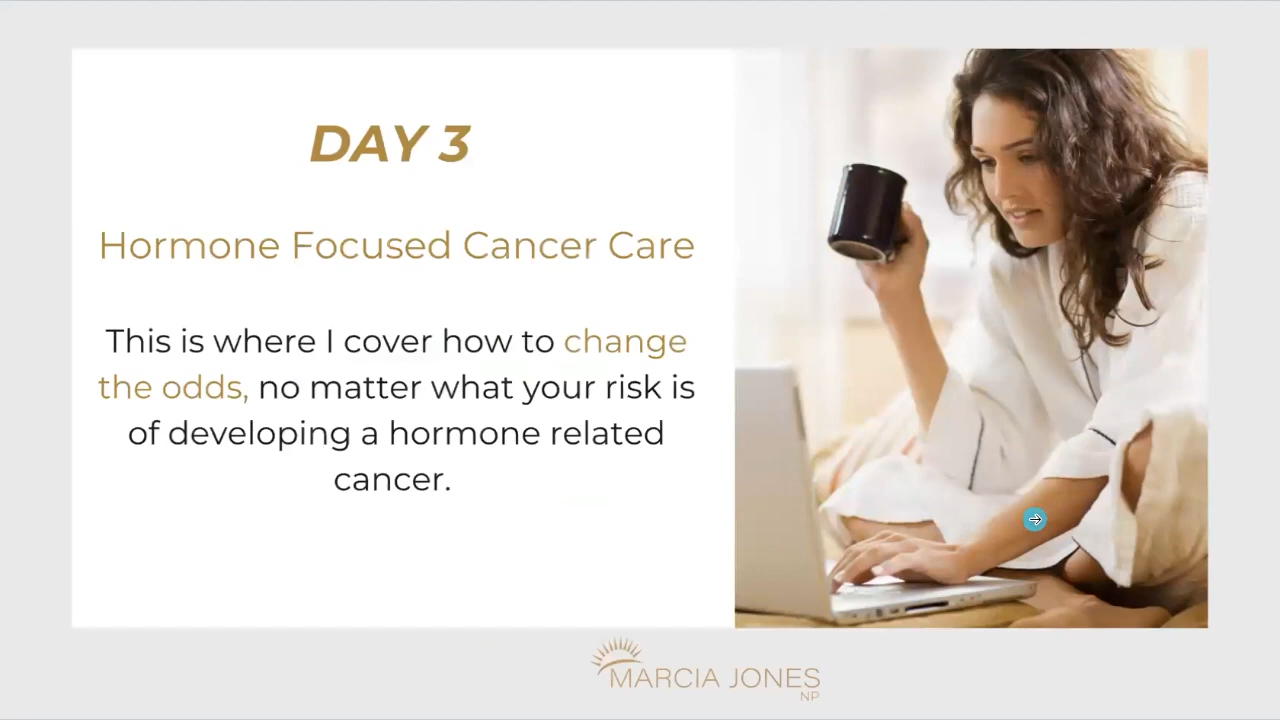 DAY 3
Hormone Focused Cancer Care
This is where I cover how to change
the odds, no matter what your risk is
of developing a hormone related
cancer.
MARCIA JONES
NP